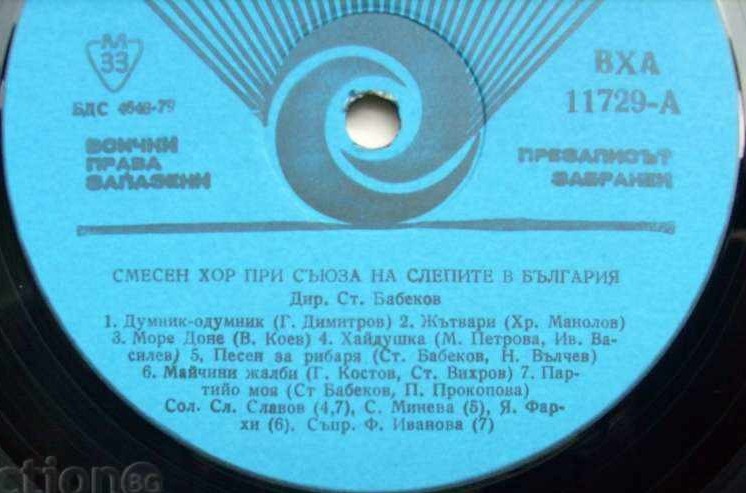 М
33
БДС 4646-79
ВСИЧКИ
ПРАВА
ЗАПАЗЕНИ
ВХА
11729-А
ПРЕЗАПИСЪТ
ЗАБРАНЕН
СМЕСЕН ХОР ПРИ СЪЮЗА НА СЛЕПИТЕ В БЪЛГАРИЯ
Дир. Ст. Бабеков
1. Думник-одумник (Г. Димитров) 2. Жътвари (Хр. Манолов)
3. Море Доне (В. Коев) 4. Хайдушка (М. Петрова, Ив. Ва-
силев) 5. Песен за рибаря (Ст. Бабеков, Н. Вълчев)
6. Майчини жалби (Г. Костов, Ст. Вихров) 7. Пар-
тийо моя (Ст Бабеков, П. Прокопова)
Сол. Сл. Славов (4,7), С. Минева (5), Я. Фар-
хи (6). Съпр. Ф. Иванова (7)
ctionBG